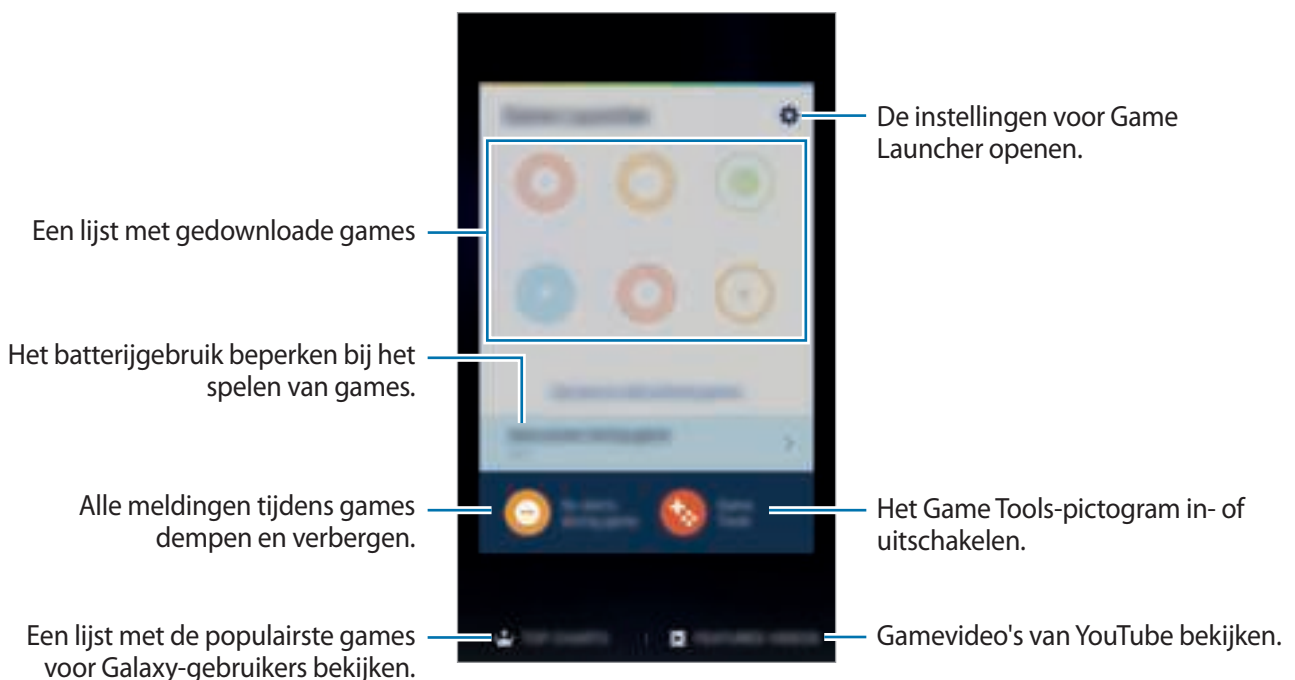 De instellingen voor Game
Launcher openen.
Een lijst met gedownloade games
Het batterijgebruik beperken bij het
spelen van games.
Alle meldingen tijdens games
dempen en verbergen.
Het Game Tools-pictogram in- of
uitschakelen.
Een lijst met de populairste games
voor Galaxy-gebruikers bekijken.
Gamevideo's van YouTube bekijken.